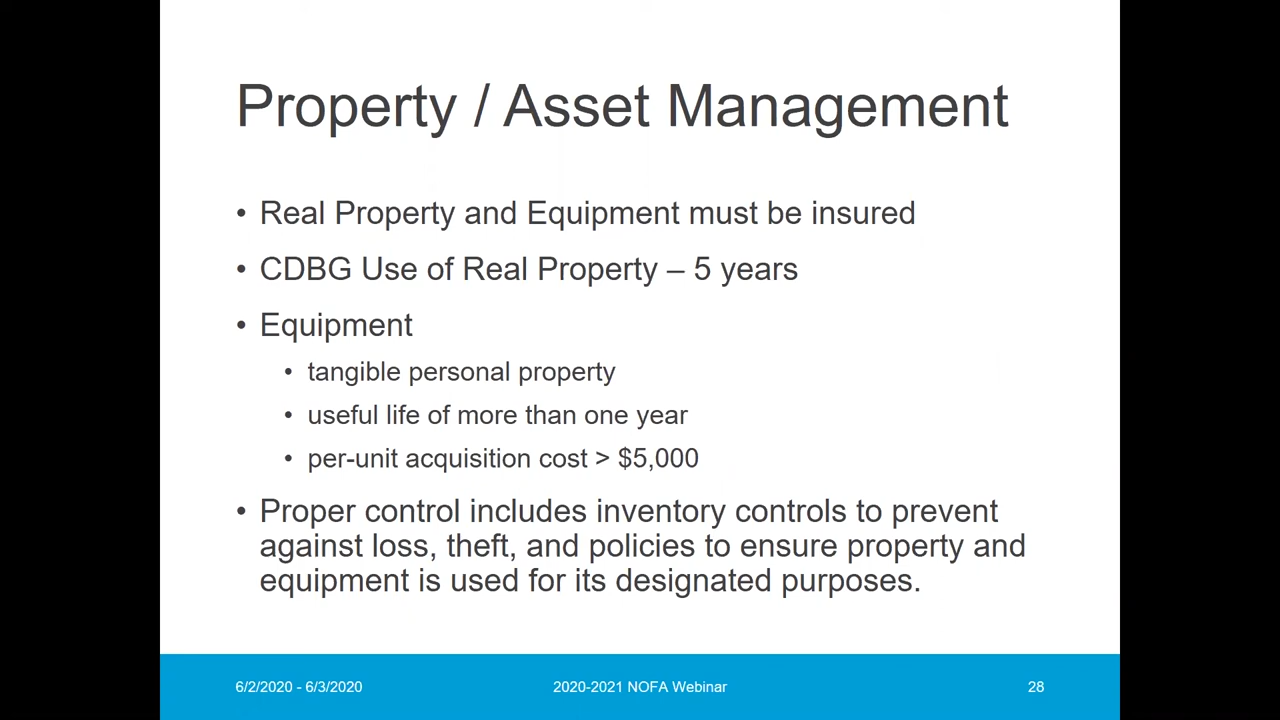 Property / Asset Management
• Real Property and Equipment must be insured
• CDBG Use of Real Property – 5 years
• Equipment
• tangible personal property
• useful life of more than one year
• per-unit acquisition cost > $5,000
• Proper control includes inventory controls to prevent
against loss, theft, and policies to ensure property and
equipment is used for its designated purposes.
6/2/2020 - 6/3/2020
2020-2021 NOFA Webinar
28